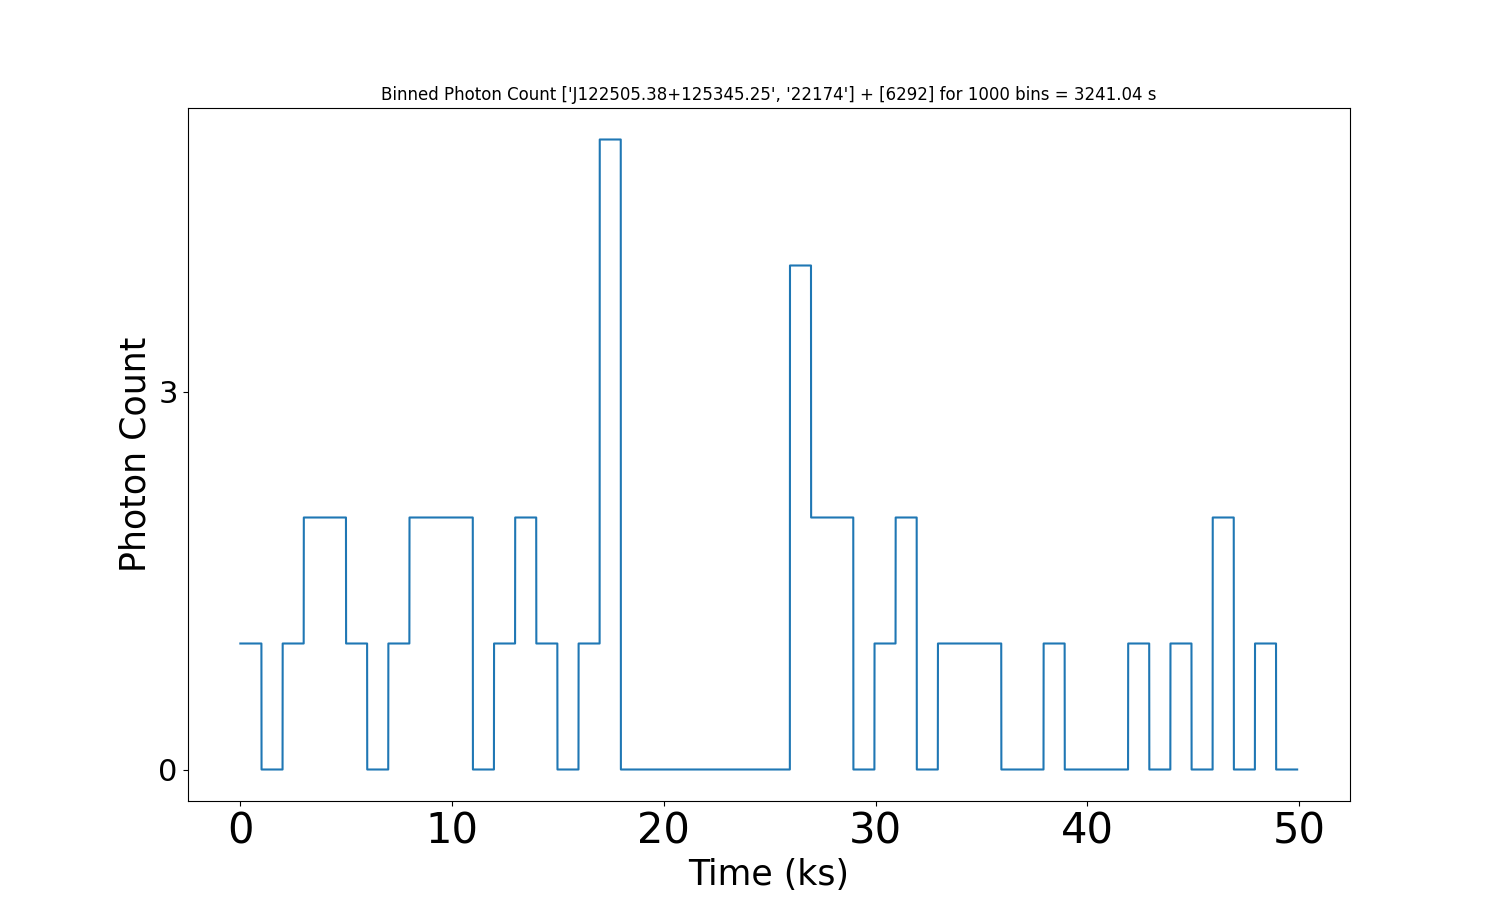 Binned Photon Count ['J122505.38+125345.25', '22174'] + [6292] for 1000 bins = 3241.04 s
Photon Count
3
0
0 10 20 30 40 50
Time (ks)